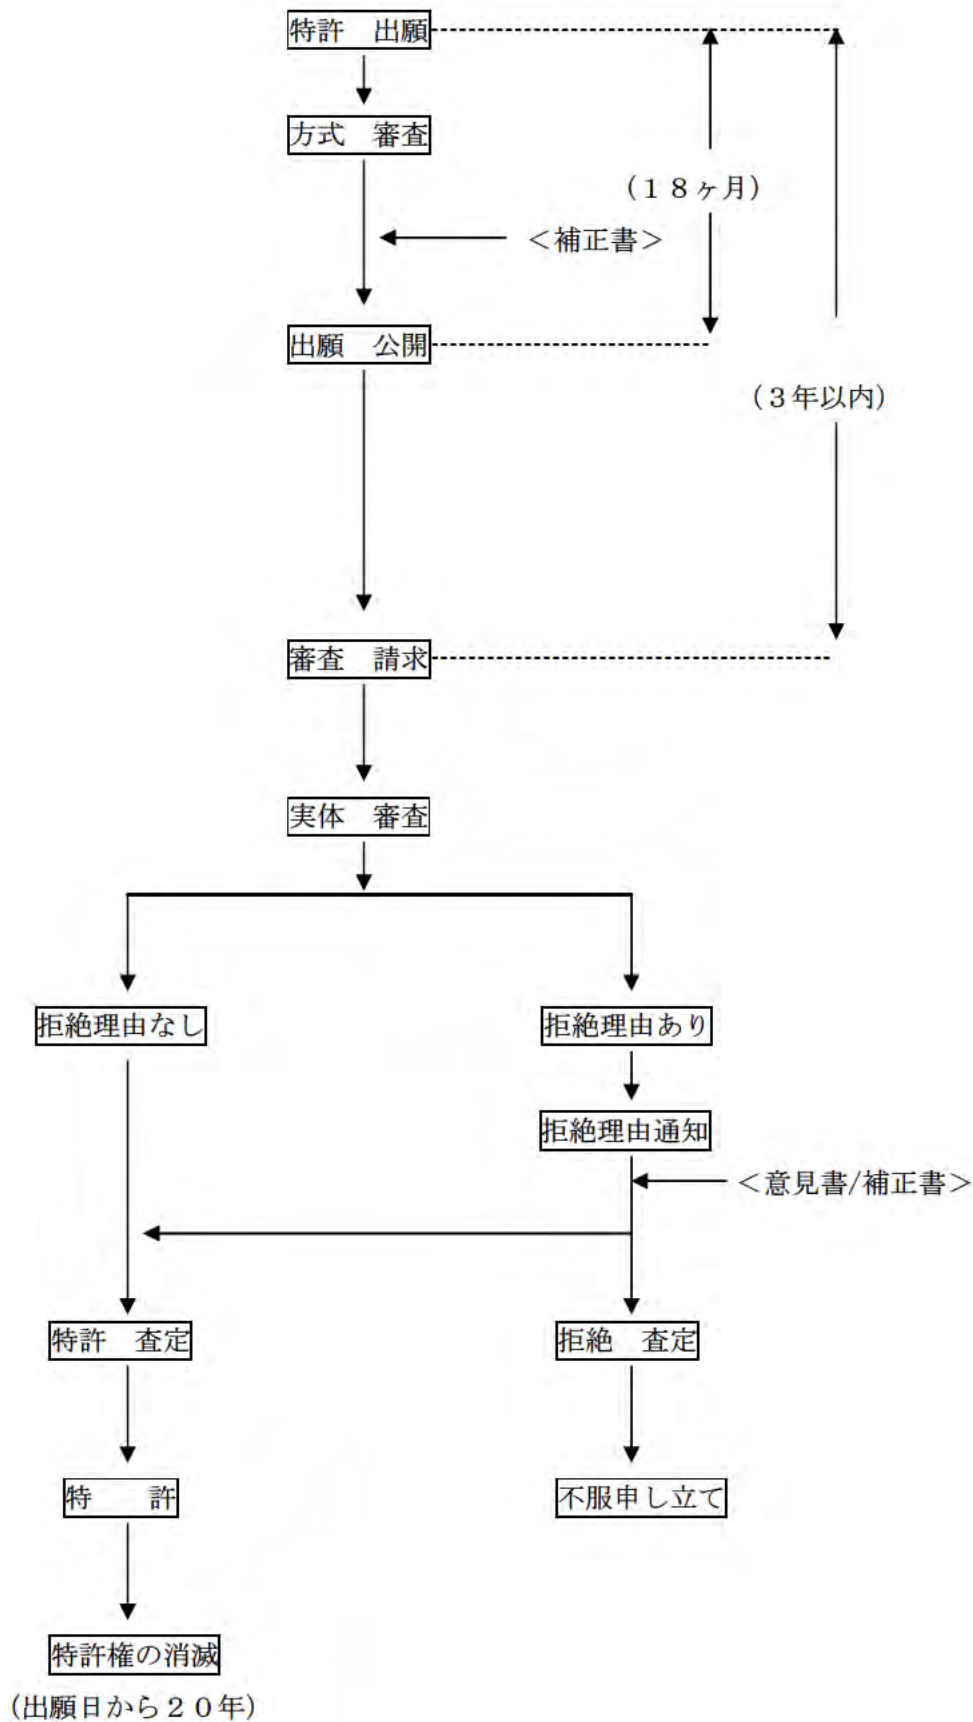 特許　出願
方式　審査
（１８ヶ月）
＜補正書＞
出願　公開
（３年以内）
審査　請求
実体　審査
拒絶理由なし
拒絶理由あり
拒絶理由通知
＜意見書/補正書＞
特許　査定
拒絶　査定
特　　許
不服申し立て
特許権の消滅
（出願日から２０年）